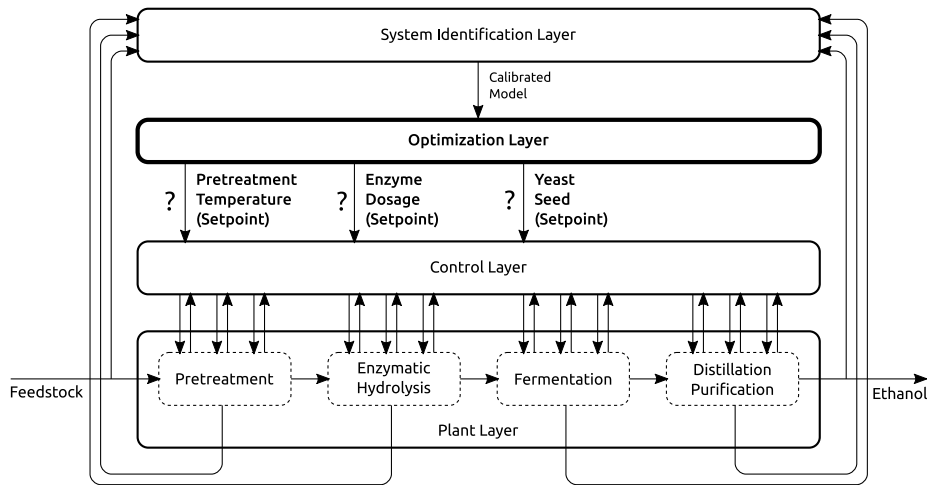 System Identification Layer
Calibrated
Model
Optimization Layer
? Pretreatment
Temperature
(Setpoint)
? Enzyme
Dosage
(Setpoint)
? Yeast
Seed
(Setpoint)
Control Layer
Feedstock
Pretreatment
Enzymatic
Hydrolysis
Fermentation
Distillation
Purification
Ethanol
Plant Layer